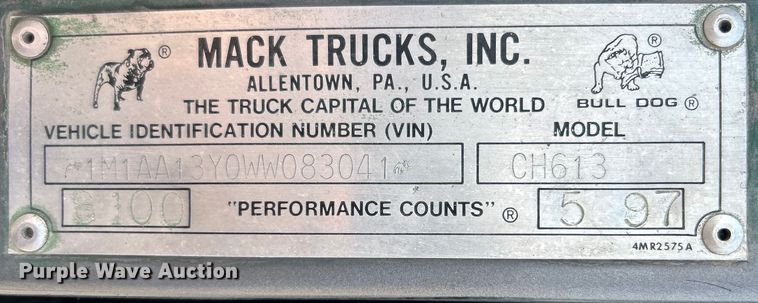 MACK TRUCKS, INC.
ALLENTOWN, PA., U.S.A.
THE TRUCK CAPITAL OF THE WORLD
BULL DOG ®
VEHICLE IDENTIFICATION NUMBER (VIN) MODEL
1M1AA13Y0WW083041 CH613
"PERFORMANCE COUNTS" ® 5 97
4MR2575A
Purple Wave Auction